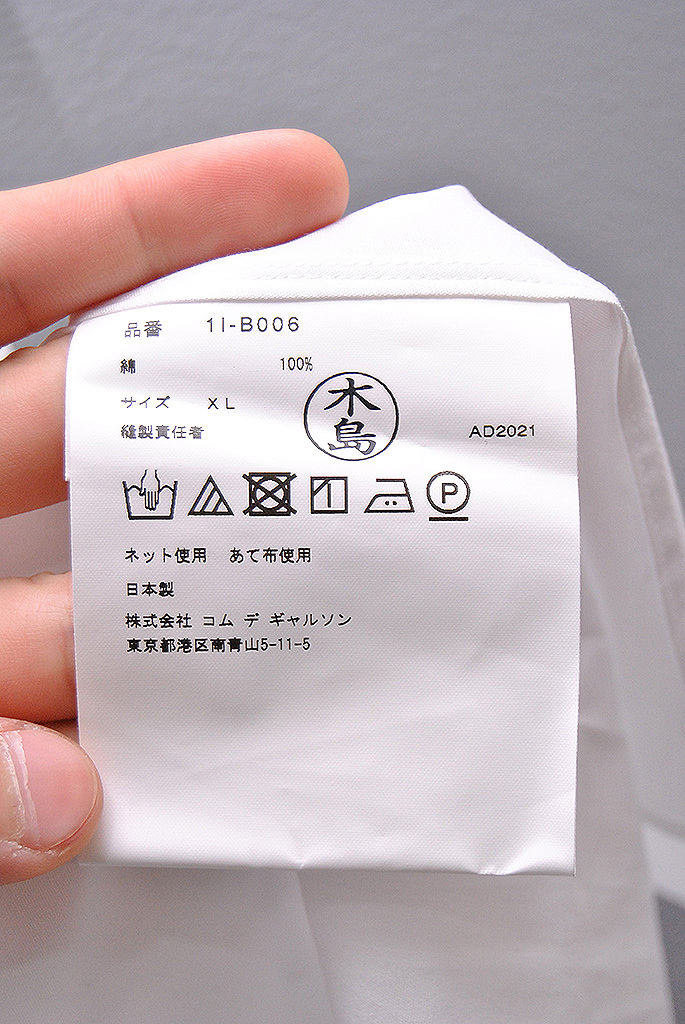 品番 1I-B006
綿 100%
サイズ XL
縫製責任者 木島 AD2021
P
ネット使用 あて布使用
日本製
株式会社 コム デ ギャルソン
東京都港区南青山5-11-5